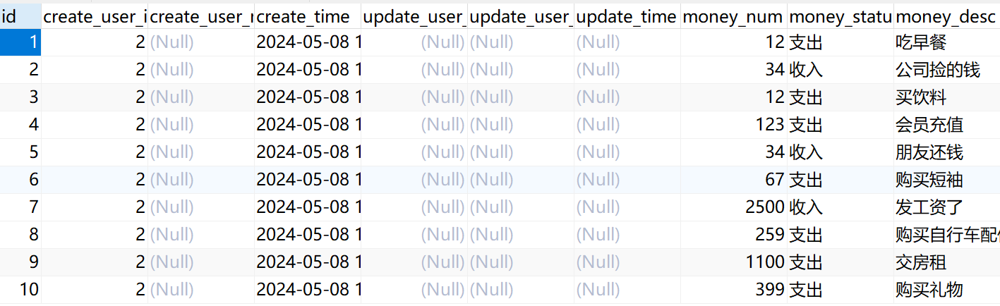 id create_user_i create_user_r create_time update_user_ update_user_ update_time money_num money_statu money_desc
1 2 (Null) 2024-05-08 1 (Null) (Null) (Null) 12 支出 吃早餐
2 2 (Null) 2024-05-08 1 (Null) (Null) (Null) 34 收入 公司捡的钱
3 2 (Null) 2024-05-08 1 (Null) (Null) (Null) 12 支出 买饮料
4 2 (Null) 2024-05-08 1 (Null) (Null) (Null) 123 支出 会员充值
5 2 (Null) 2024-05-08 1 (Null) (Null) (Null) 34 收入 朋友还钱
6 2 (Null) 2024-05-08 1 (Null) (Null) (Null) 67 支出 购买短袖
7 2 (Null) 2024-05-08 1 (Null) (Null) (Null) 2500 收入 发工资了
8 2 (Null) 2024-05-08 1 (Null) (Null) (Null) 259 支出 购买自行车配
9 2 (Null) 2024-05-08 1 (Null) (Null) (Null) 1100 支出 交房租
10 2 (Null) 2024-05-08 1 (Null) (Null) (Null) 399 支出 购买礼物